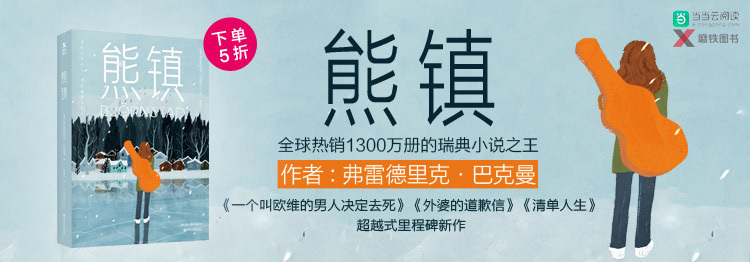 熊镇
下单
5折
熊镇
全球热销1300万册的瑞典小说之王
作者：弗雷德里克·巴克曼
《一个叫欧维的男人决定去死》《外婆的道歉信》《清单人生》
超越式里程碑新作
当当云阅读
磨铁图书